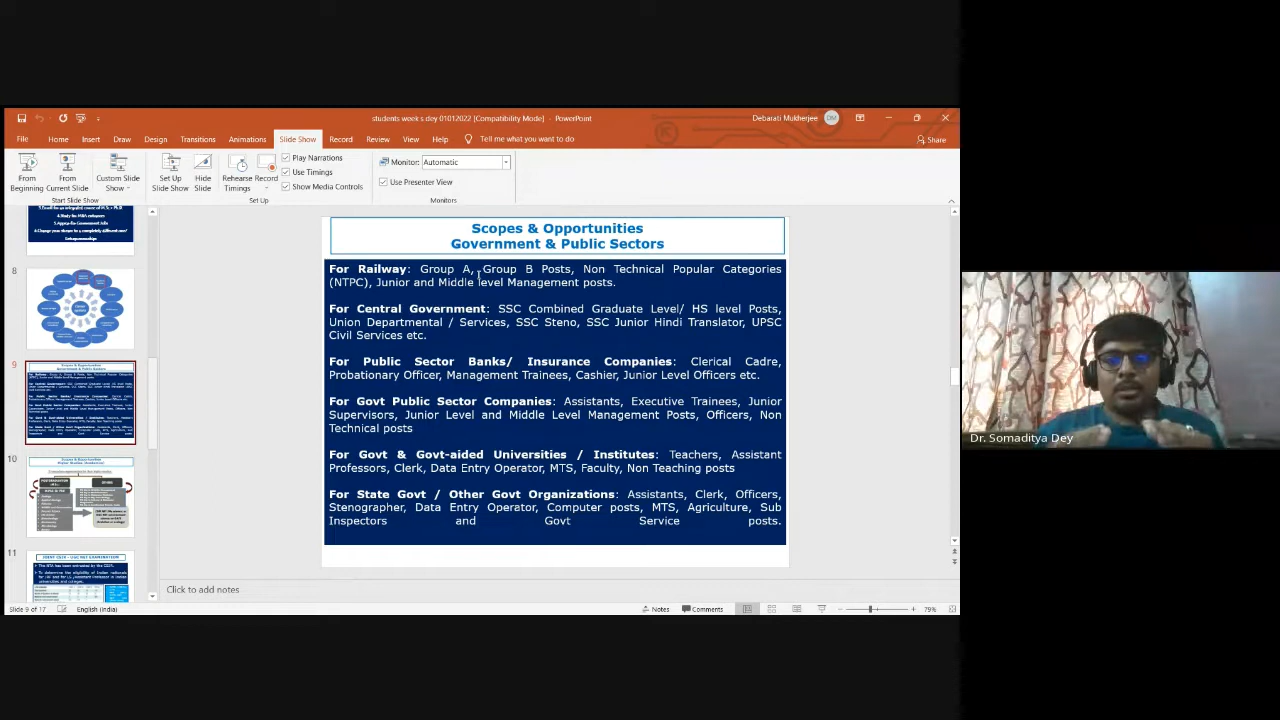 students week s dey 01012022 [Compatibility Mode] - PowerPoint
Debarati Mukherjee
DM
File Home Insert Draw Design Transitions Animations Slide Show Record Review View Help Tell me what you want to do
Share
From Beginning
From Current Slide
Custom Slide Show
Set Up Slide Show
Hide Slide
Rehearse Timings
Record
Play Narrations
Use Timings
Show Media Controls
Monitor: Automatic
Use Presenter View
Start Slide Show
Set Up
Monitors
8
9
10
11
Scopes & Opportunities
Government & Public Sectors
For Railway: Group A, Group B Posts, Non Technical Popular Categories
(NTPC), Junior and Middle level Management posts.
For Central Government: SSC Combined Graduate Level/ HS level Posts,
Union Departmental / Services, SSC Steno, SSC Junior Hindi Translator, UPSC
Civil Services etc.
For Public Sector Banks/ Insurance Companies: Clerical Cadre,
Probationary Officer, Management Trainees, Cashier, Junior Level Officers etc.
For Govt Public Sector Companies: Assistants, Executive Trainees, Junior
Supervisors, Junior Level and Middle Level Management Posts, Officers, Non
Technical posts
For Govt & Govt-aided Universities / Institutes: Teachers, Assistant
Professors, Clerk, Data Entry Operator, MTS, Faculty, Non Teaching posts
For State Govt / Other Govt Organizations: Assistants, Clerk, Officers,
Stenography, Data Entry Operator, Computer posts, MTS, Agriculture, Sub
Inspectors and Govt Service posts.
Click to add notes
Slide 9 of 17
English (India)
Notes
Comments
79%
Dr. Somaditya Dey